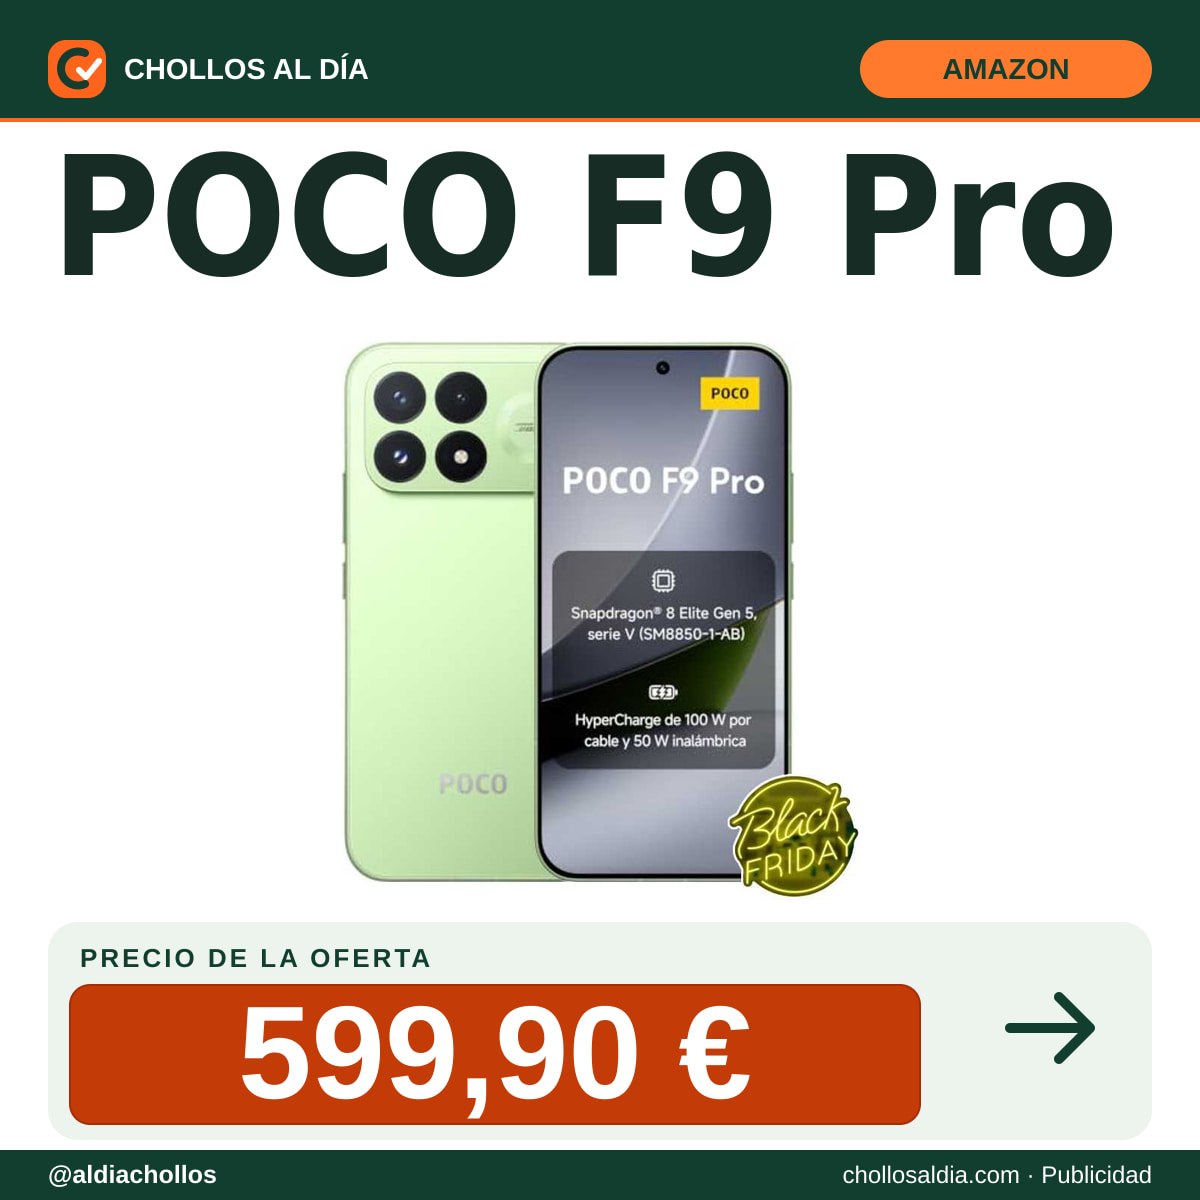 CHOLLOS AL DÍA
AMAZON
POCO F9 Pro
POCO
POCO F9 Pro
Snapdragon® 8 Elite Gen 5,
serie V (SM8850-1-AB)
HyperCharge de 100 W por
cable y 50 W inalámbrica
POCO
Black
FRIDAY
PRECIO DE LA OFERTA
599,90 €
@aldiachollos
chollosaldia.com · Publicidad